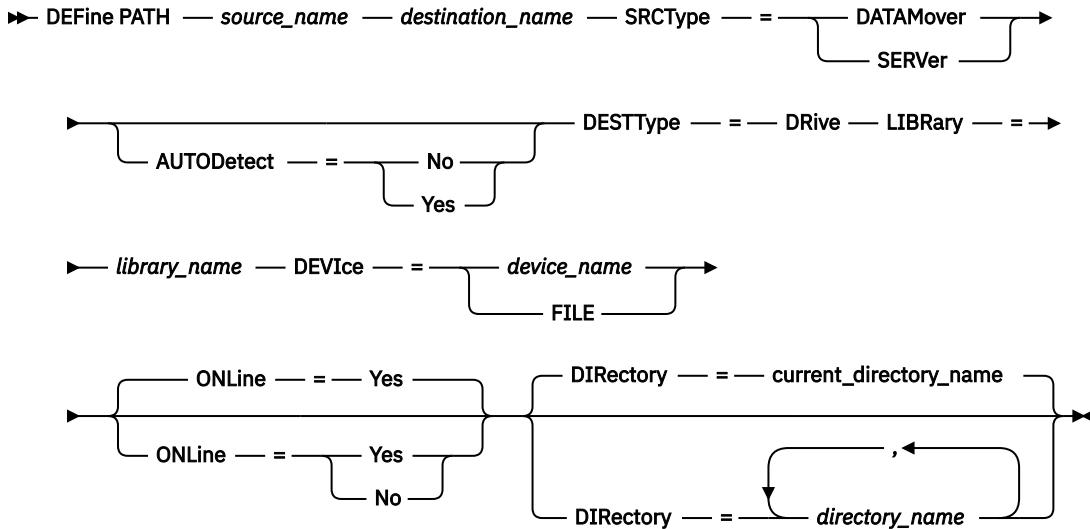 DEFine PATH source_name destination_name SRCType = DATAMover
SERVer
DESTType = DRive LIBRary =
AUTODetect = No
Yes
library_name DEVIce = device_name
FILE
ONLine = Yes DIRectory = current_directory_name
ONLine = Yes
No
,
DIRectory = directory_name